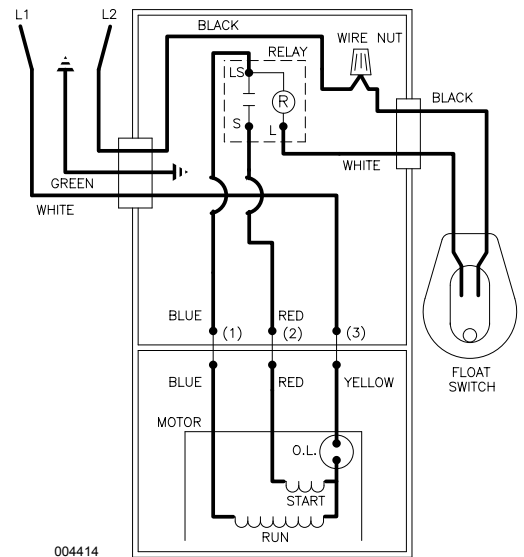 L1
L2
BLACK
WIRE NUT
RELAY
LS
R
S
L
BLACK
WHITE
GREEN
WHITE
BLUE
RED
(1)
(2)
(3)
BLUE
RED
YELLOW
FLOAT
SWITCH
MOTOR
O.L.
START
RUN
004414